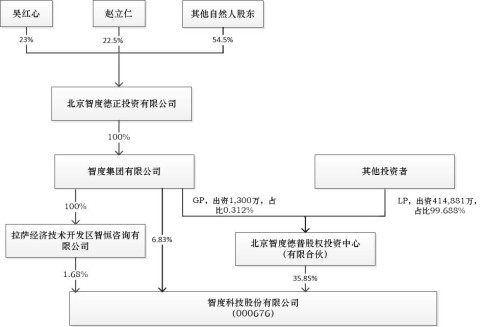 吴红心
赵立仁
其他自然人股东
23%
22.5%
54.5%
北京智度德正投资有限公司
100%
智度集团有限公司
其他投资者
GP，出资1,300万，占
比0.312%
LP，出资414,881万，
占比99.688%
100%
6.83%
拉萨经济技术开发区智恒咨询有
限公司
北京智度德普股权投资中心
（有限合伙）
1.68%
35.85%
智度科技股份有限公司
(000676)